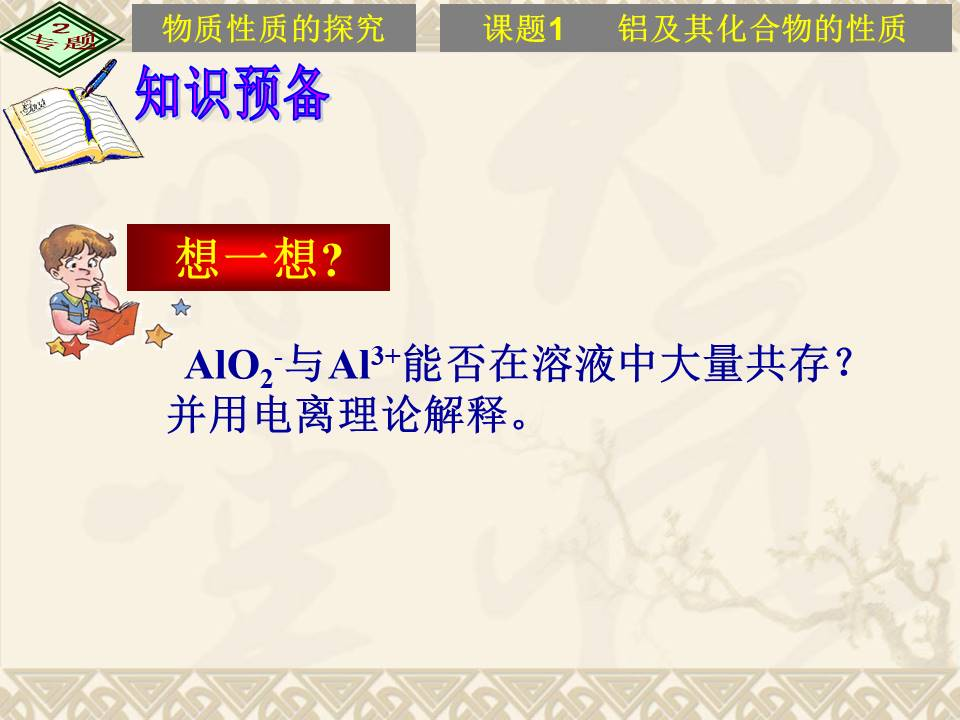 2
专题
物质性质的探究
课题1 铝及其化合物的性质
知识预备
想一想?
AlO₂⁻与Al³⁺能否在溶液中大量共存?
并用电离理论解释。